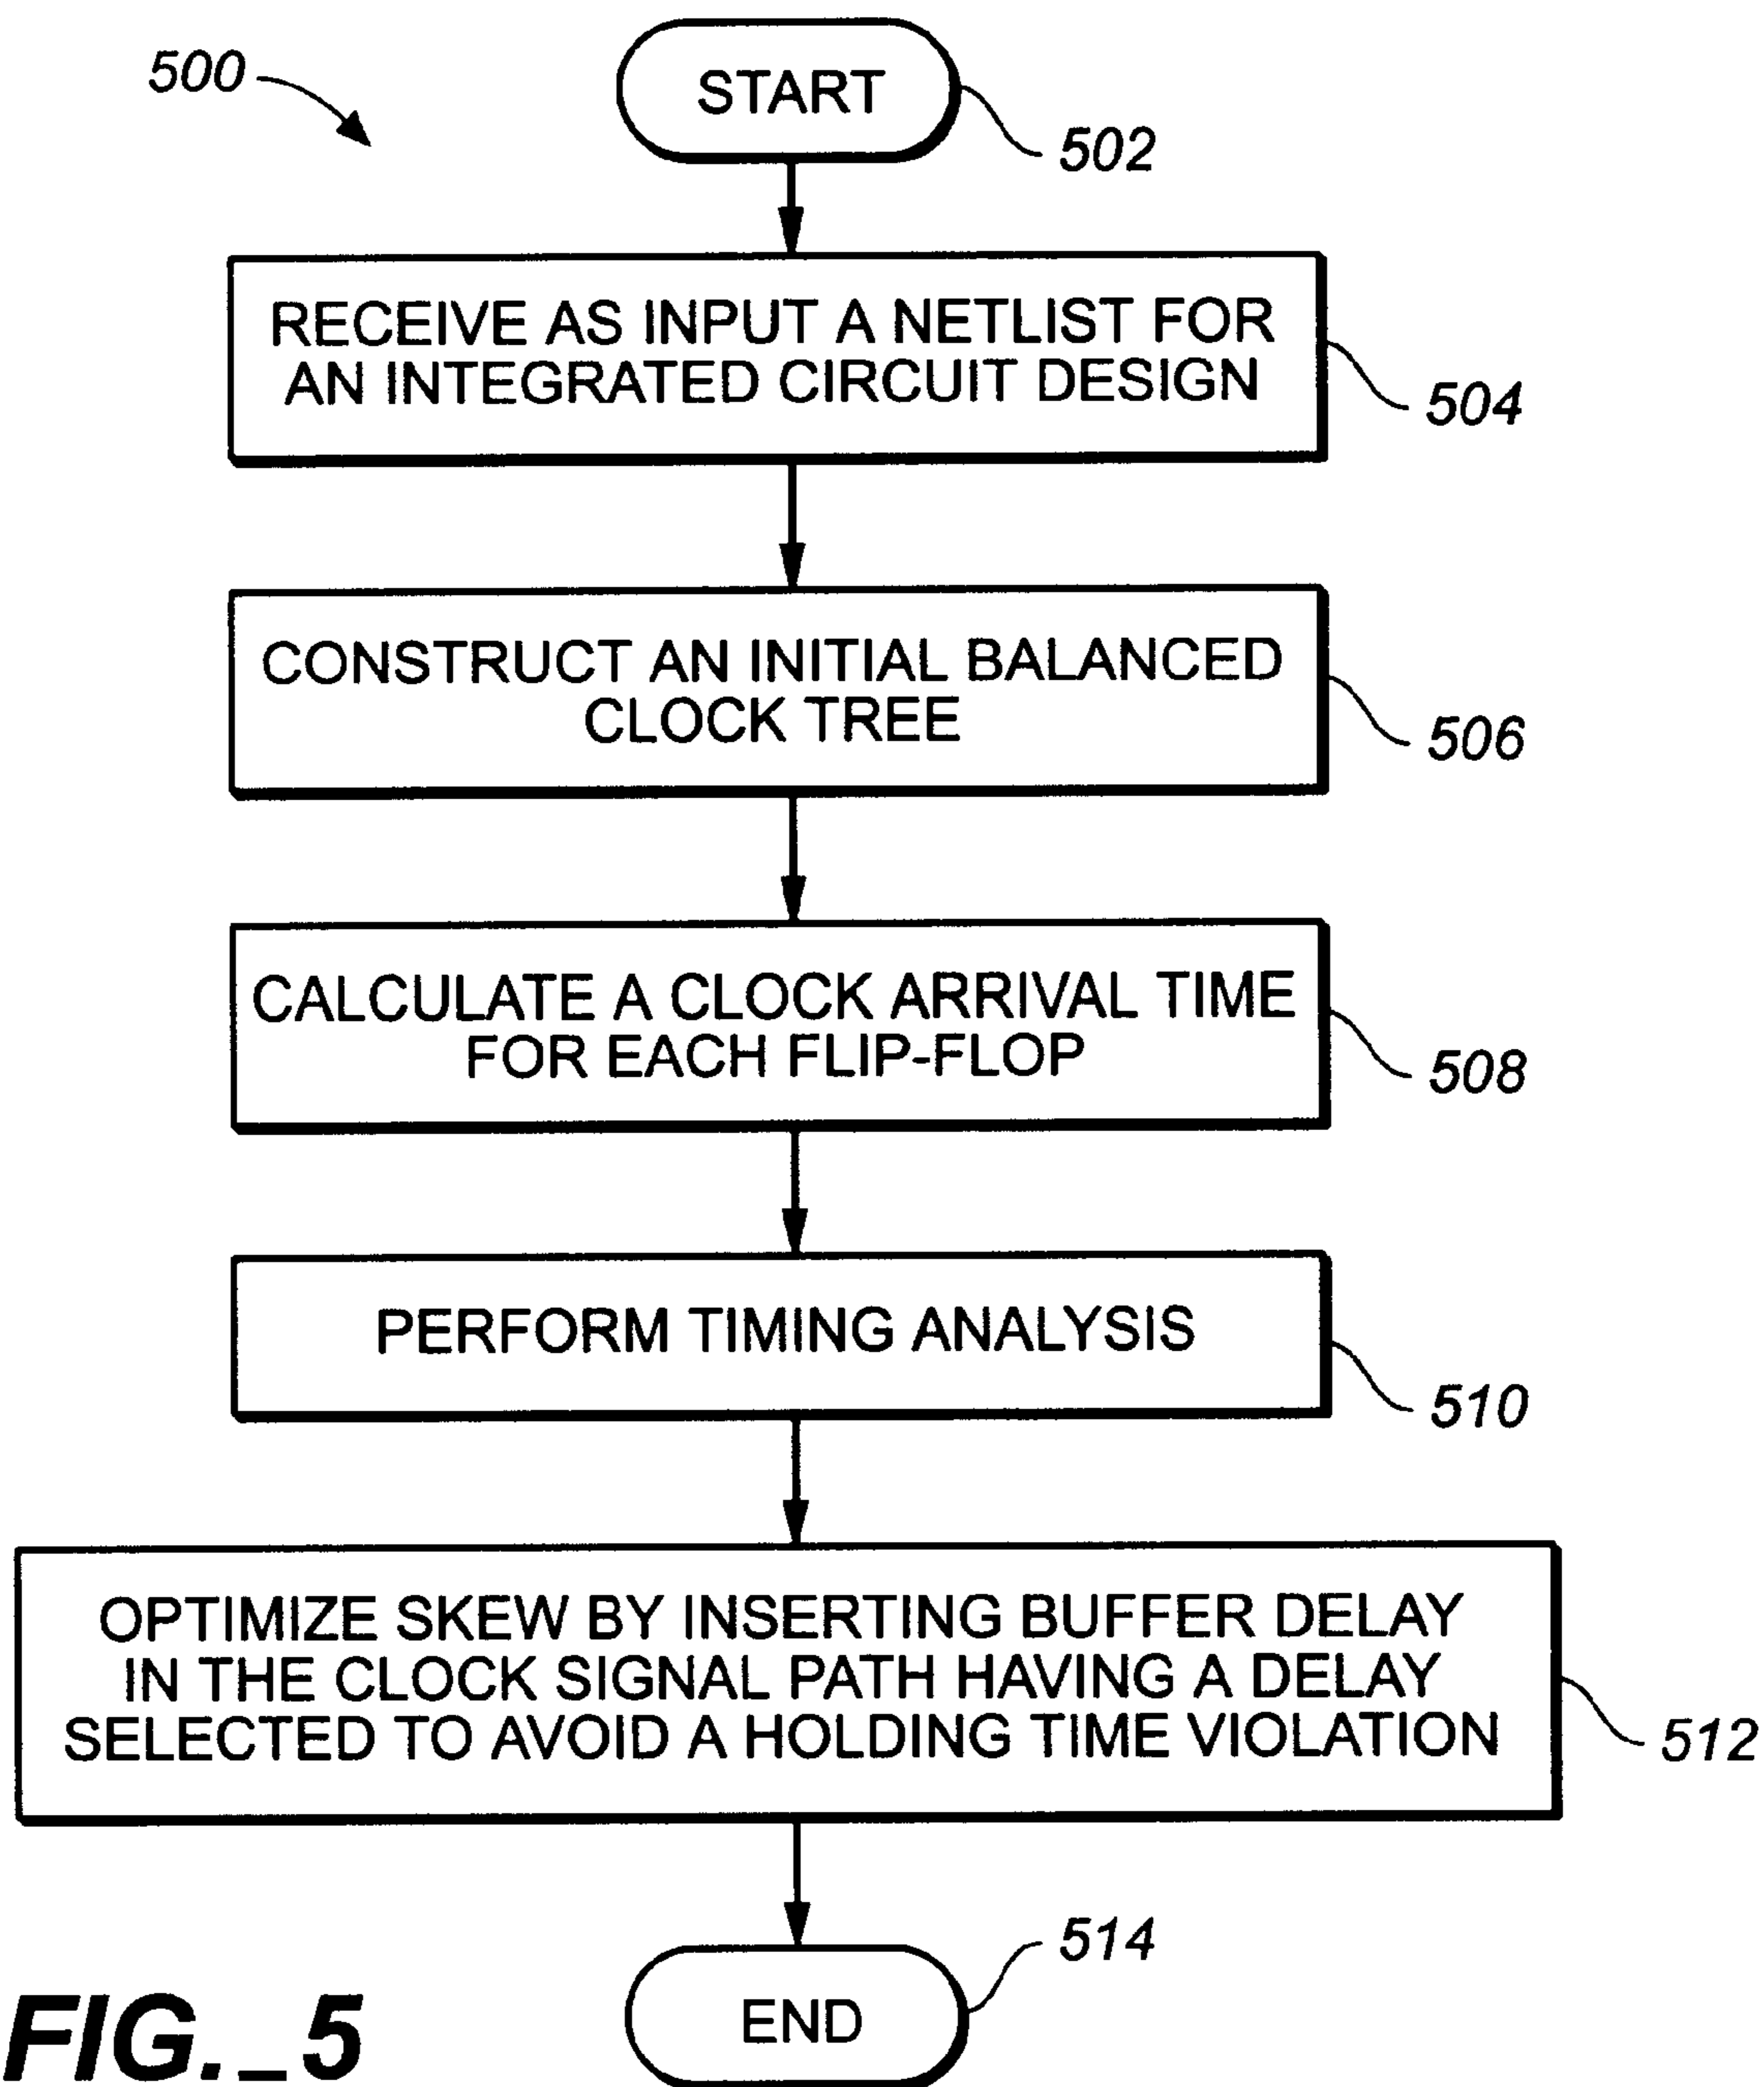 500
START
502
RECEIVE AS INPUT A NETLIST FOR
AN INTEGRATED CIRCUIT DESIGN
504
CONSTRUCT AN INITIAL BALANCED
CLOCK TREE
506
CALCULATE A CLOCK ARRIVAL TIME
FOR EACH FLIP-FLOP
508
PERFORM TIMING ANALYSIS
510
OPTIMIZE SKEW BY INSERTING BUFFER DELAY
IN THE CLOCK SIGNAL PATH HAVING A DELAY
SELECTED TO AVOID A HOLDING TIME VIOLATION
512
514
END
FIG._5